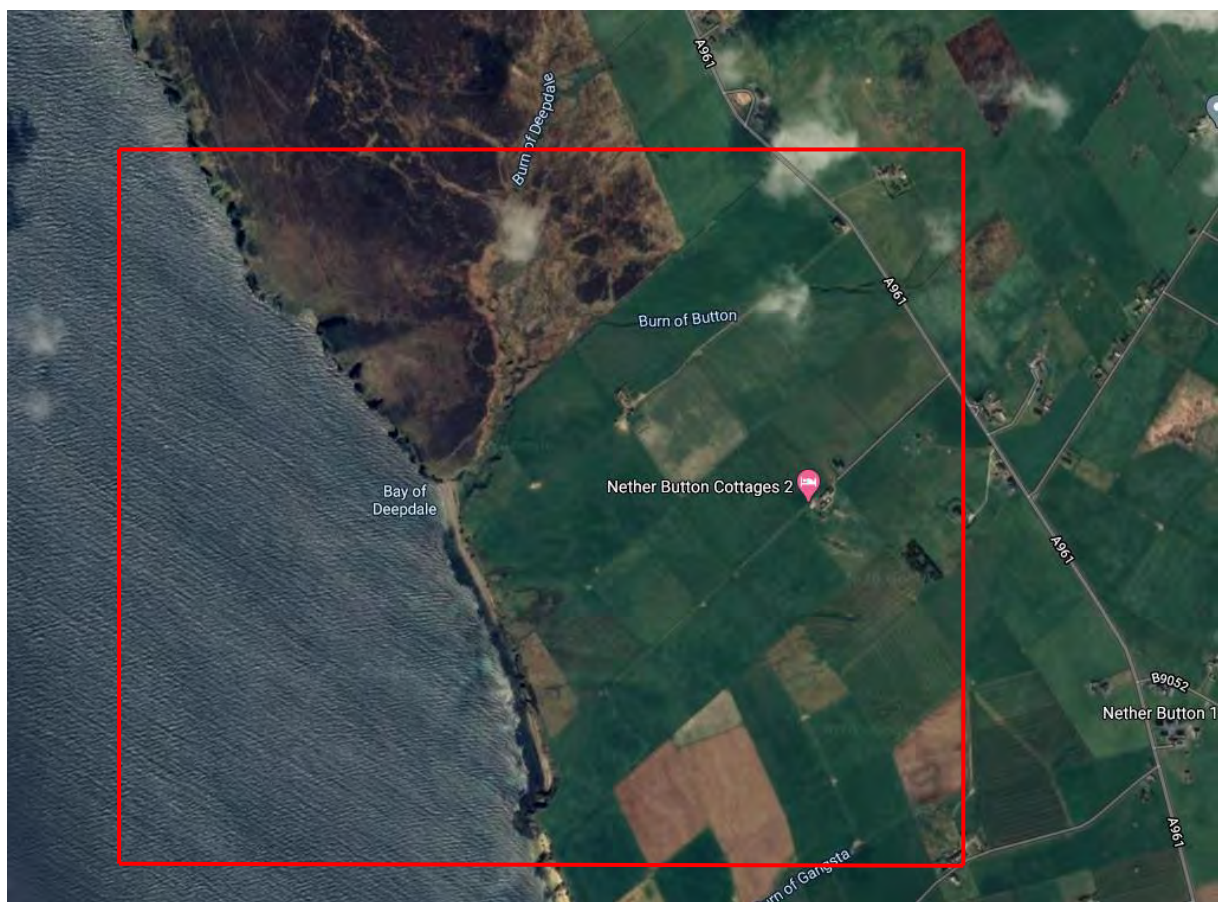 A961
Burn of Deepdale
Burn of Button
A961
Bay of
Deepdale
Nether Button Cottages 2
A961
B9052
Nether Button 1
A961
Burn of Gangsta